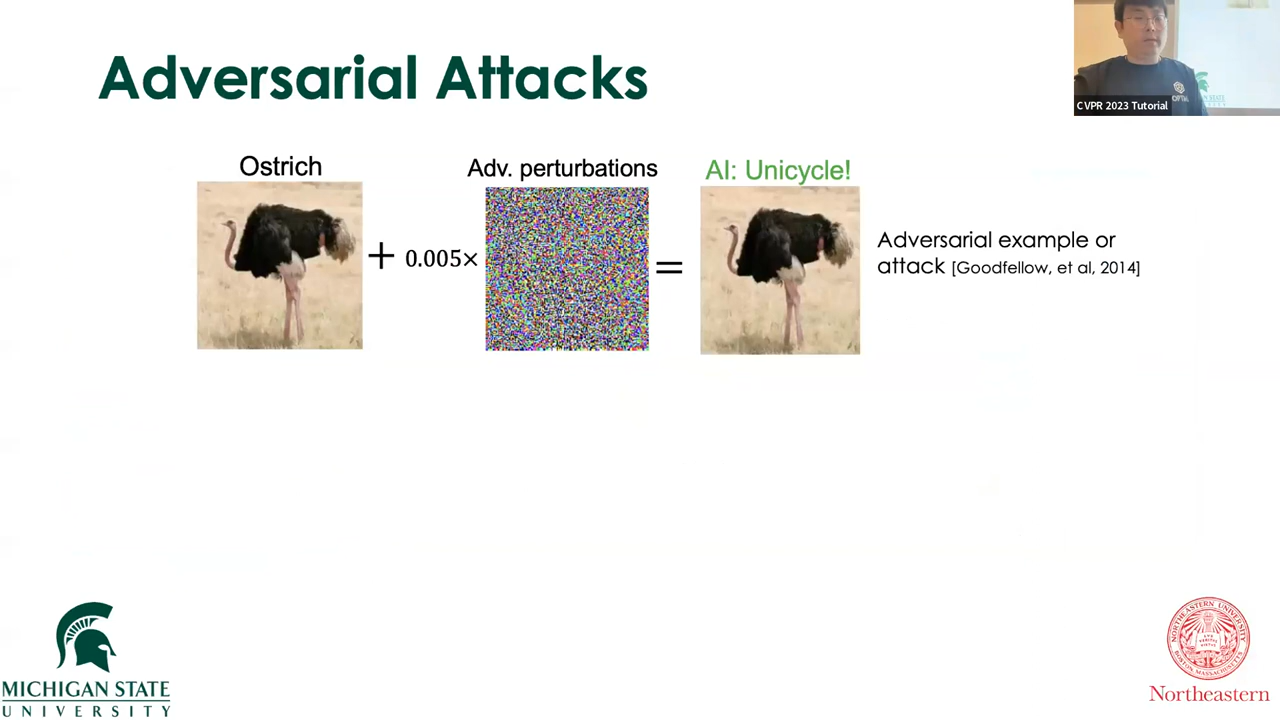 Adversarial Attacks
CVPR 2023 Tutorial
Ostrich
Adv. perturbations
AI: Unicycle!
+ 0.005×
=
Adversarial example or
attack [Goodfellow, et al, 2014]
MICHIGAN STATE
UNIVERSITY
Northeastern